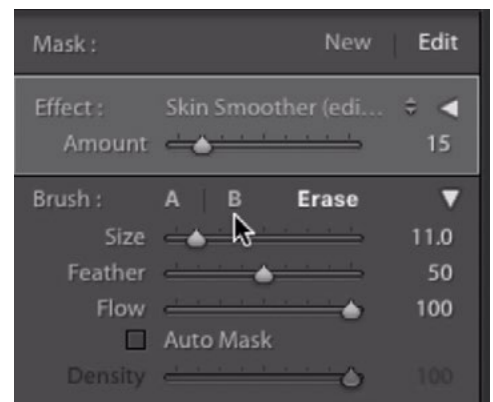 Mask : New Edit
Effect : Skin Smoother (edi...
Amount 15
Brush : A B Erase
Size 11.0
Feather 50
Flow 100
Auto Mask
Density 100